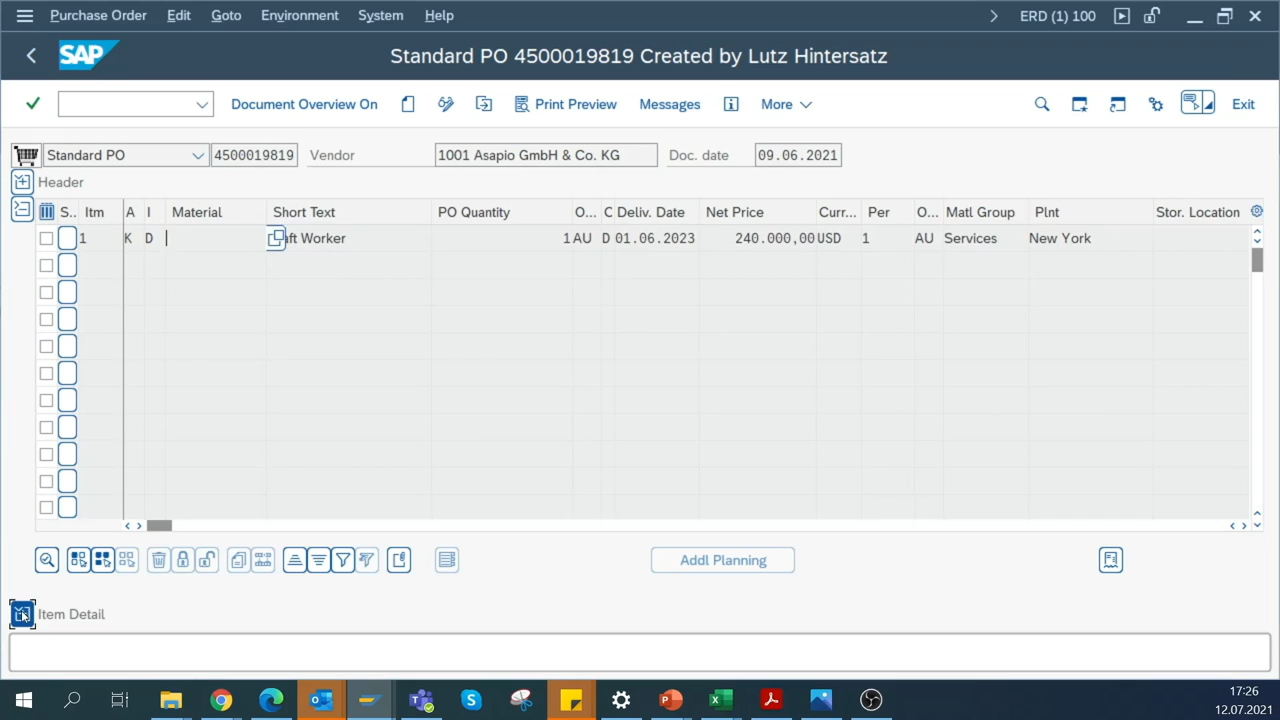 Purchase Order Edit Goto Environment System Help ERD (1) 100
SAP Standard PO 4500019819 Created by Lutz Hintersatz
Document Overview On Print Preview Messages More Exit
Standard PO 4500019819 Vendor 1001 Asapio GmbH & Co. KG Doc. date 09.06.2021
Header
S.. Itm A I Material Short Text PO Quantity O... C Deliv. Date Net Price Curr... Per O... Matl Group Plnt Stor. Location
1 K D ft Worker 1 AU D 01.06.2023 240.000,00 USD 1 AU Services New York
Addl Planning
Item Detail
17:26
12.07.2021